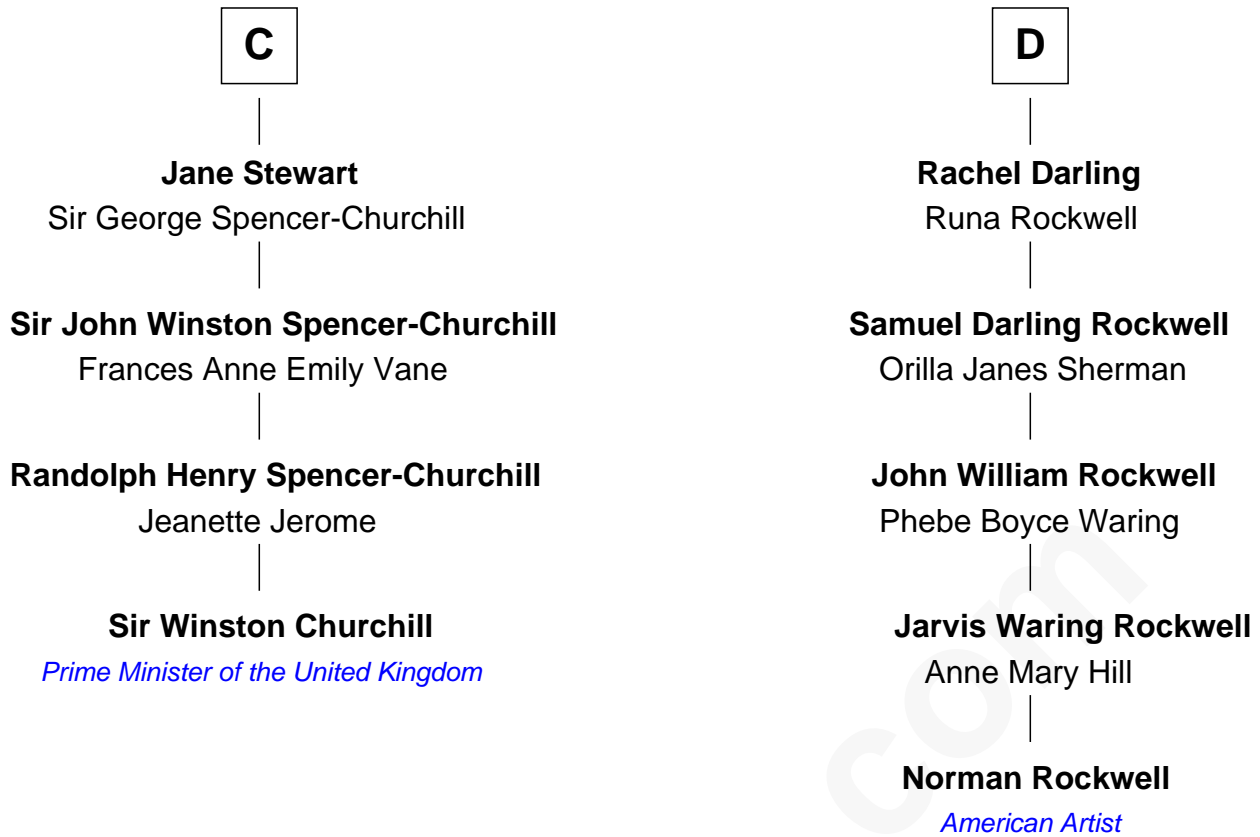 C
Jane Stewart
Sir George Spencer-Churchill
Sir John Winston Spencer-Churchill
Frances Anne Emily Vane
Randolph Henry Spencer-Churchill
Jeanette Jerome
Sir Winston Churchill
Prime Minister of the United Kingdom
D
Rachel Darling
Runa Rockwell
Samuel Darling Rockwell
Orilla Janes Sherman
John William Rockwell
Phebe Boyce Waring
Jarvis Waring Rockwell
Anne Mary Hill
Norman Rockwell
American Artist
com